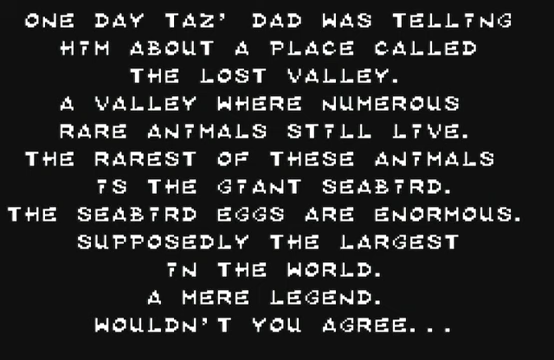 ONE DAY TAZ' DAD WAS TELLING
HIM ABOUT A PLACE CALLED
THE LOST VALLEY.
A VALLEY WHERE NUMEROUS
RARE ANIMALS STILL LIVE.
THE RAREST OF THESE ANIMALS
IS THE GIANT SEABIRD.
THE SEABIRD EGGS ARE ENORMOUS.
SUPPOSEDLY THE LARGEST
IN THE WORLD.
A MERE LEGEND.
WOULDN'T YOU AGREE...